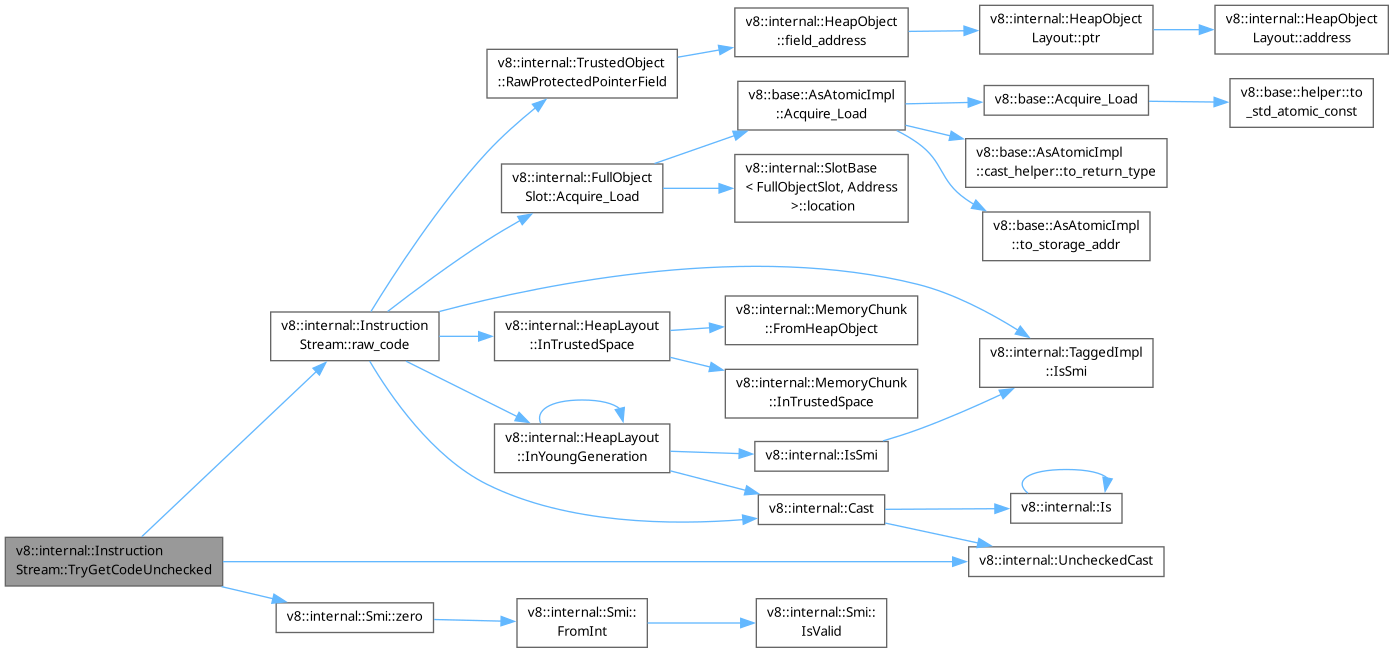 v8::internal::HeapObject
::field_address
v8::internal::HeapObject
Layout::ptr
v8::internal::HeapObject
Layout::address
v8::internal::TrustedObject
::RawProtectedPointerField
v8::base::AsAtomicImpl
::Acquire_Load
v8::base::Acquire_Load
v8::base::helper::to
_std_atomic_const
v8::base::AsAtomicImpl
::cast_helper::to_return_type
v8::internal::FullObject
Slot::Acquire_Load
v8::internal::SlotBase
< FullObjectSlot, Address
>::location
v8::base::AsAtomicImpl
::to_storage_addr
v8::internal::Instruction
Stream::raw_code
v8::internal::HeapLayout
::InTrustedSpace
v8::internal::MemoryChunk
::FromHeapObject
v8::internal::TaggedImpl
::IsSmi
v8::internal::MemoryChunk
::InTrustedSpace
v8::internal::HeapLayout
::InYoungGeneration
v8::internal::IsSmi
v8::internal::Cast
v8::internal::Is
v8::internal::Instruction
Stream::TryGetCodeUnchecked
v8::internal::UncheckedCast
v8::internal::Smi::zero
v8::internal::Smi::
FromInt
v8::internal::Smi::
IsValid